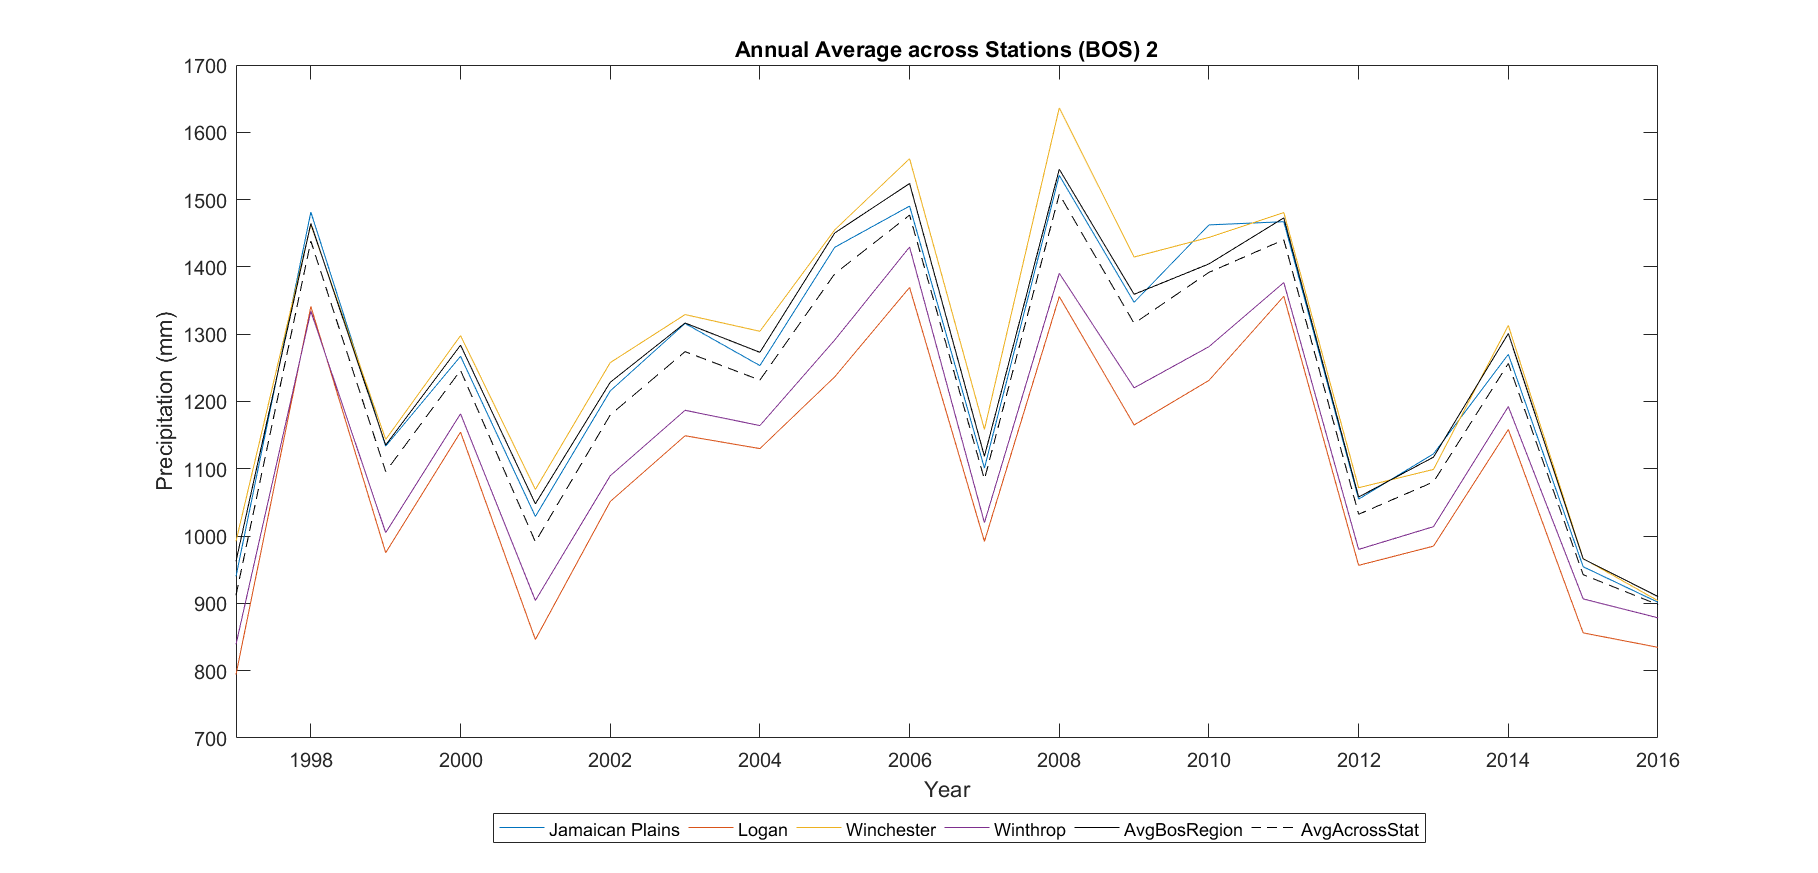 Annual Average across Stations (BOS) 2
1700
1600
1500
1400
1300
1200
1100
1000
900
800
700
Precipitation (mm)
1998 2000 2002 2004 2006 2008 2010 2012 2014 2016
Year
Jamaican Plains Logan Winchester Winthrop AvgBosRegion AvgAcrossStat